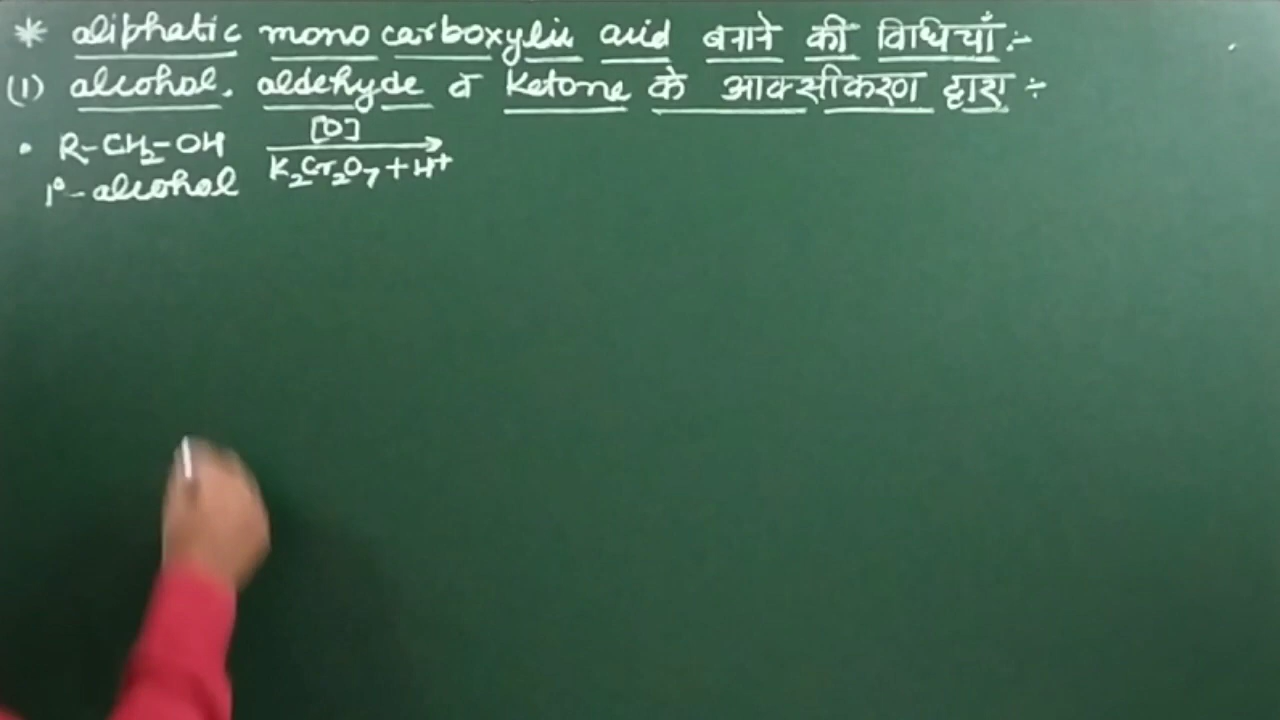 * aliphatic mono carboxylic acid बनाने की विधियाँ :-
(1) alcohol, aldehyde व ketone के आक्सीकरण द्वारा ÷
• R-CH₂-OH [O]
K₂Cr₂O₇ + H⁺
1°-alcohol